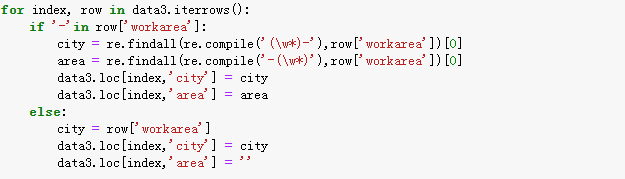 for index, row in data3.iterrows():
    if '-'in row['workarea']:
        city = re.findall(re.compile('(\w*)-'),row['workarea'])[0]
        area = re.findall(re.compile('-(\w*)'),row['workarea'])[0]
        data3.loc[index,'city'] = city
        data3.loc[index,'area'] = area
    else:
        city = row['workarea']
        data3.loc[index,'city'] = city
        data3.loc[index,'area'] = ''